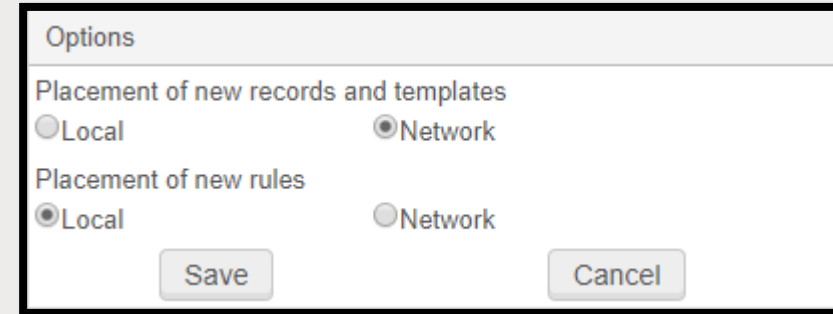 Options
Placement of new records and templates
Local Network
Placement of new rules
Local Network
Save Cancel